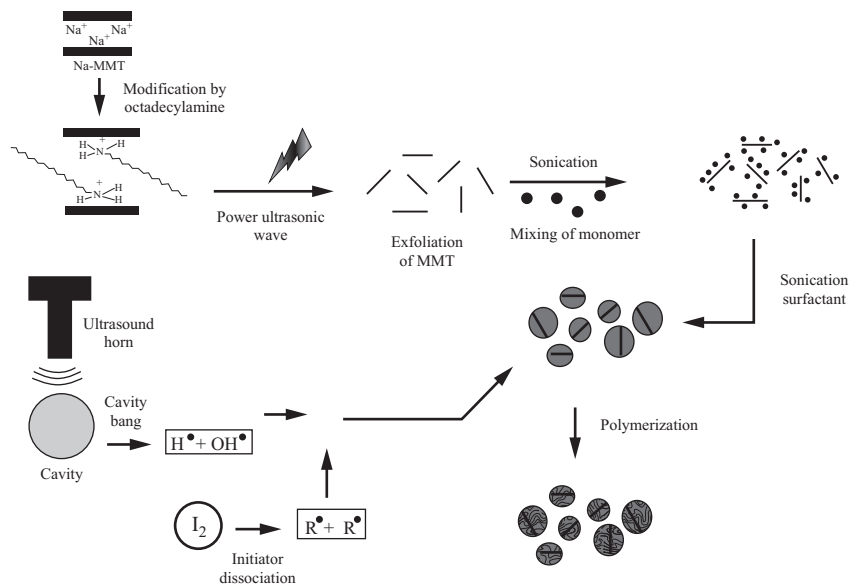 Na⁺ Na⁺
Na⁺
Na-MMT
Modification by
octadecylamine
H +
N H
H
+
N H
H H
Power ultrasonic
wave
Exfoliation
of MMT
Sonication
Mixing of monomer
Sonication
surfactant
Ultrasound
horn
Cavity
bang
Cavity
H• + OH•
I₂
Initiator
dissociation
R• + R•
Polymerization